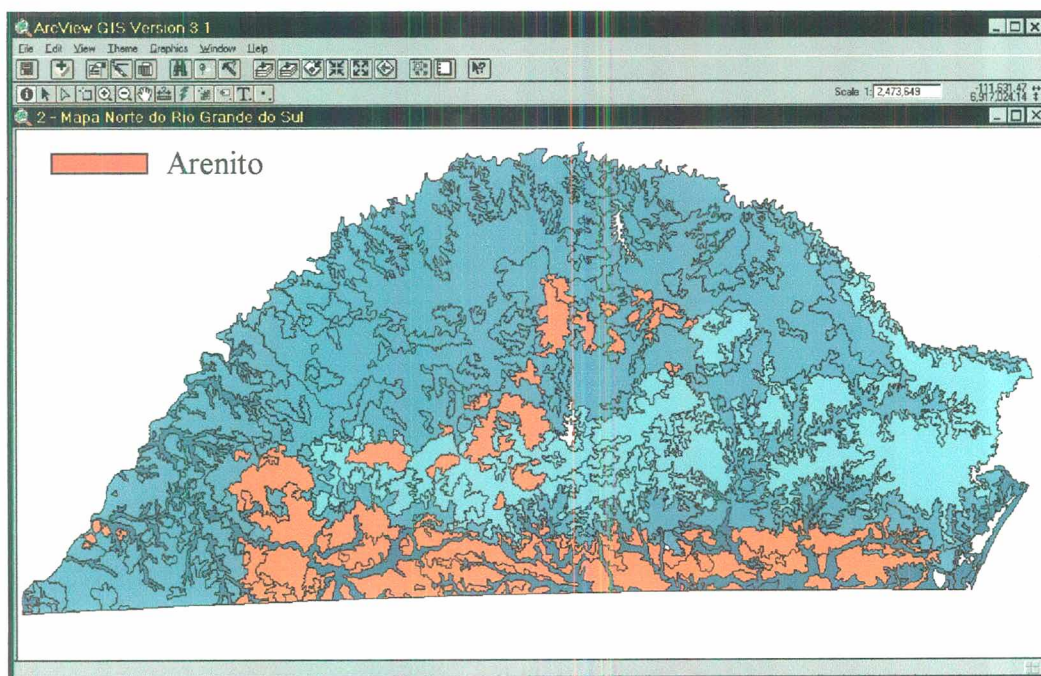 ArcView GIS Version 3.1
File Edit View Theme Graphics Window Help
Scale 1: 2,473,649
-111,631.47
6,917,024.14
2 - Mapa Norte do Rio Grande do Sul
Arenito